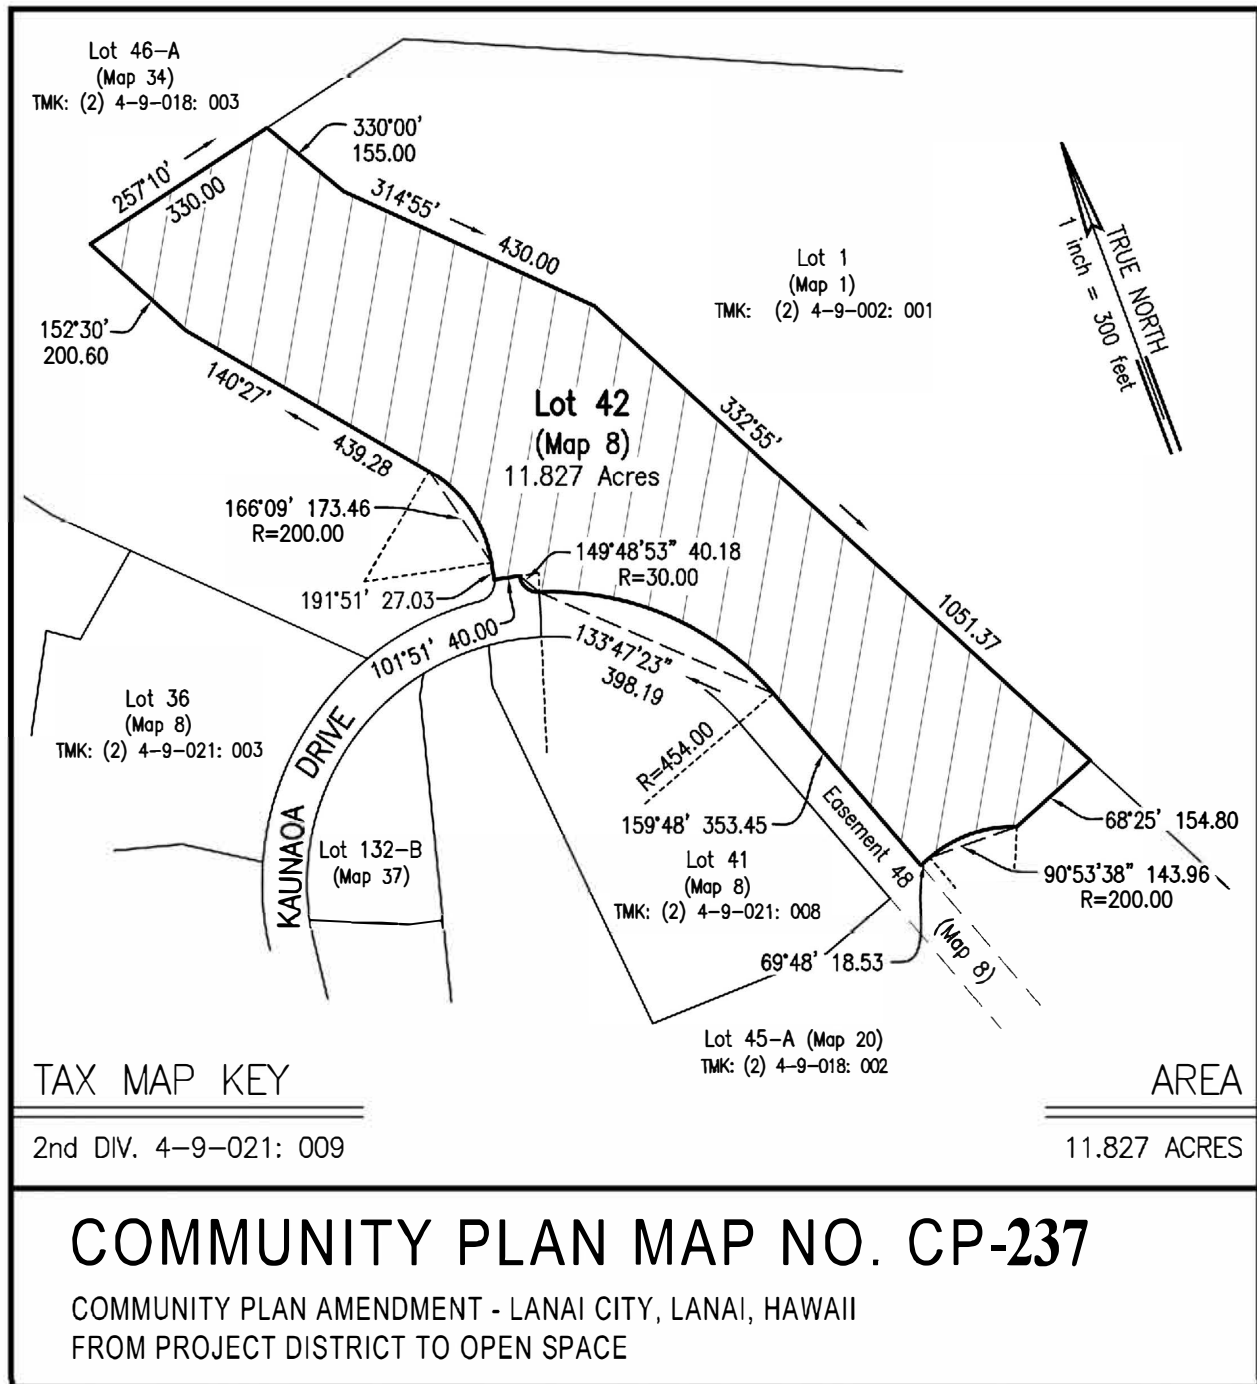 Lot 46-A
(Map 34)
TMK: (2) 4-9-018: 003
330°00'
155.00
257°10'
330.00
314°55'
430.00
Lot 1
(Map 1)
TMK: (2) 4-9-002: 001
TRUE NORTH
1 inch = 300 feet
152°30'
200.60
140°27'
439.28
Lot 42
(Map 8)
11.827 Acres
332°55'
1051.37
166°09' 173.46
R=200.00
149°48'53" 40.18
R=30.00
191°51' 27.03
101°51' 40.00
133°47'23"
398.19
Lot 36
(Map 8)
TMK: (2) 4-9-021: 003
KAUNAOA DRIVE
R=454.00
159°48' 353.45
Easement 48
(Map 8)
68°25' 154.80
90°53'38" 143.96
R=200.00
Lot 132-B
(Map 37)
Lot 41
(Map 8)
TMK: (2) 4-9-021: 008
69°48' 18.53
Lot 45-A (Map 20)
TMK: (2) 4-9-018: 002
TAX MAP KEY
2nd DIV. 4-9-021: 009
AREA
11.827 ACRES
COMMUNITY PLAN MAP NO. CP-237
COMMUNITY PLAN AMENDMENT - LANAI CITY, LANAI, HAWAII
FROM PROJECT DISTRICT TO OPEN SPACE